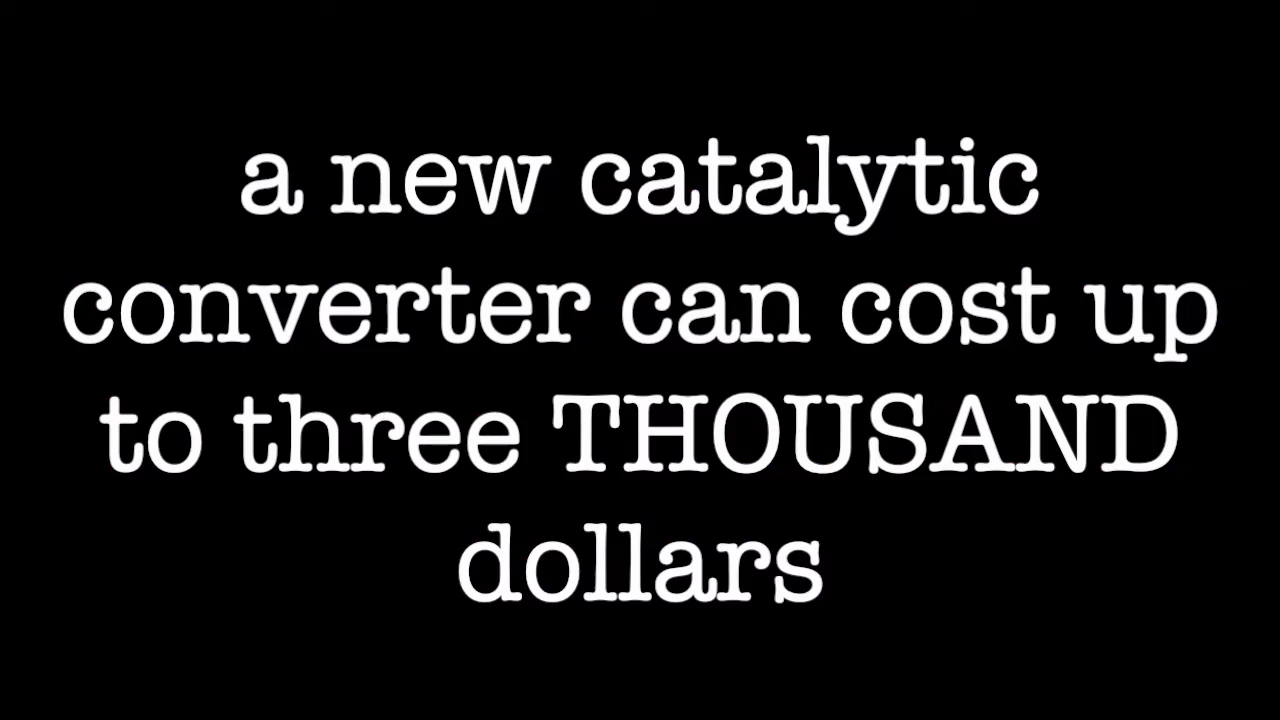 a new catalytic
converter can cost up
to three THOUSAND
dollars